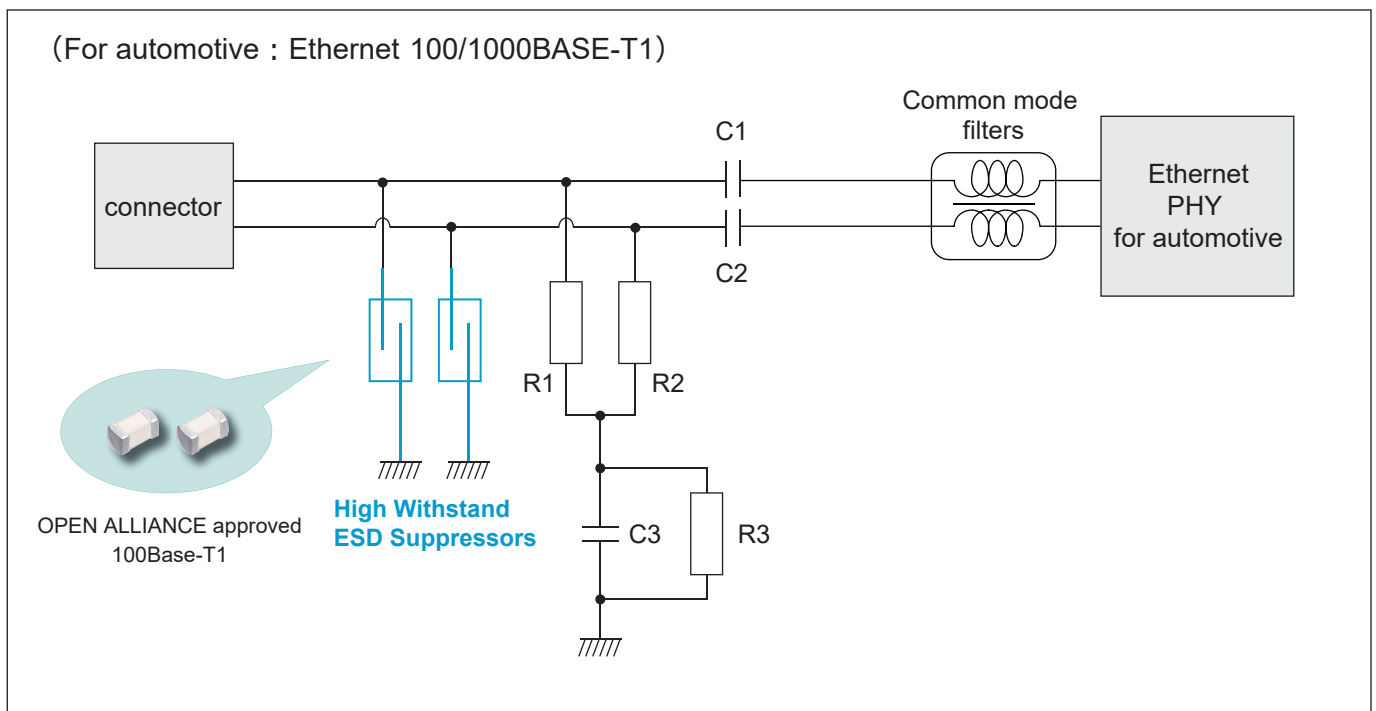 （For automotive：Ethernet 100/1000BASE-T1）
Common mode
filters
C1
connector
Ethernet
PHY
for automotive
C2
R1
R2
High Withstand
ESD Suppressors
OPEN ALLIANCE approved
100Base-T1
C3
R3